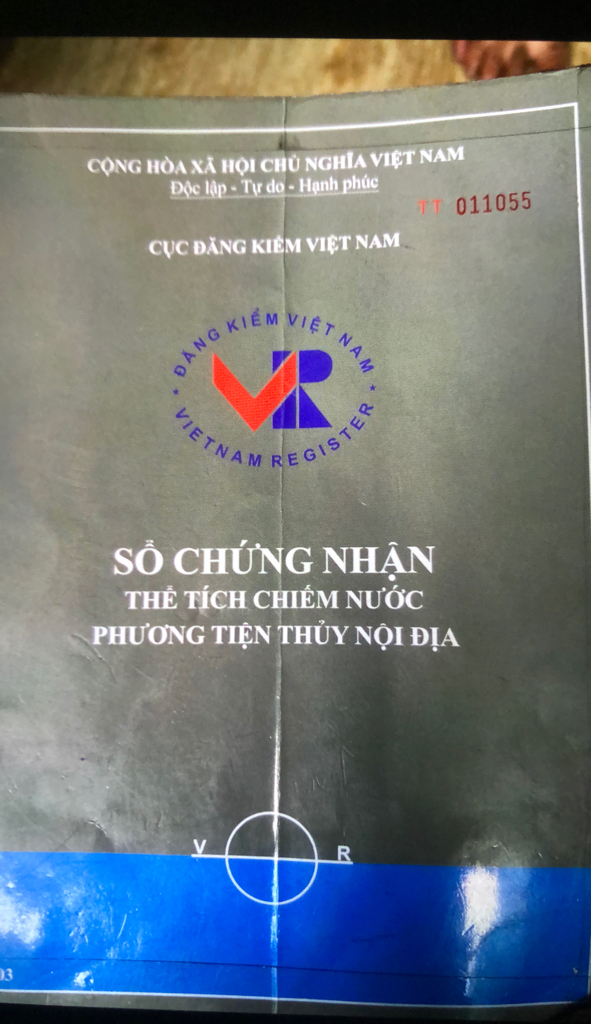 CỘNG HÒA XÃ HỘI CHỦ NGHĨA VIỆT NAM
Độc lập - Tự do - Hạnh phúc
TT 011055
CỤC ĐĂNG KIỂM VIỆT NAM
ĐĂNG KIỂM VIỆT NAM
VR
* VIETNAM REGISTER *
SỔ CHỨNG NHẬN
THỂ TÍCH CHIẾM NƯỚC
PHƯƠNG TIỆN THỦY NỘI ĐỊA
V R